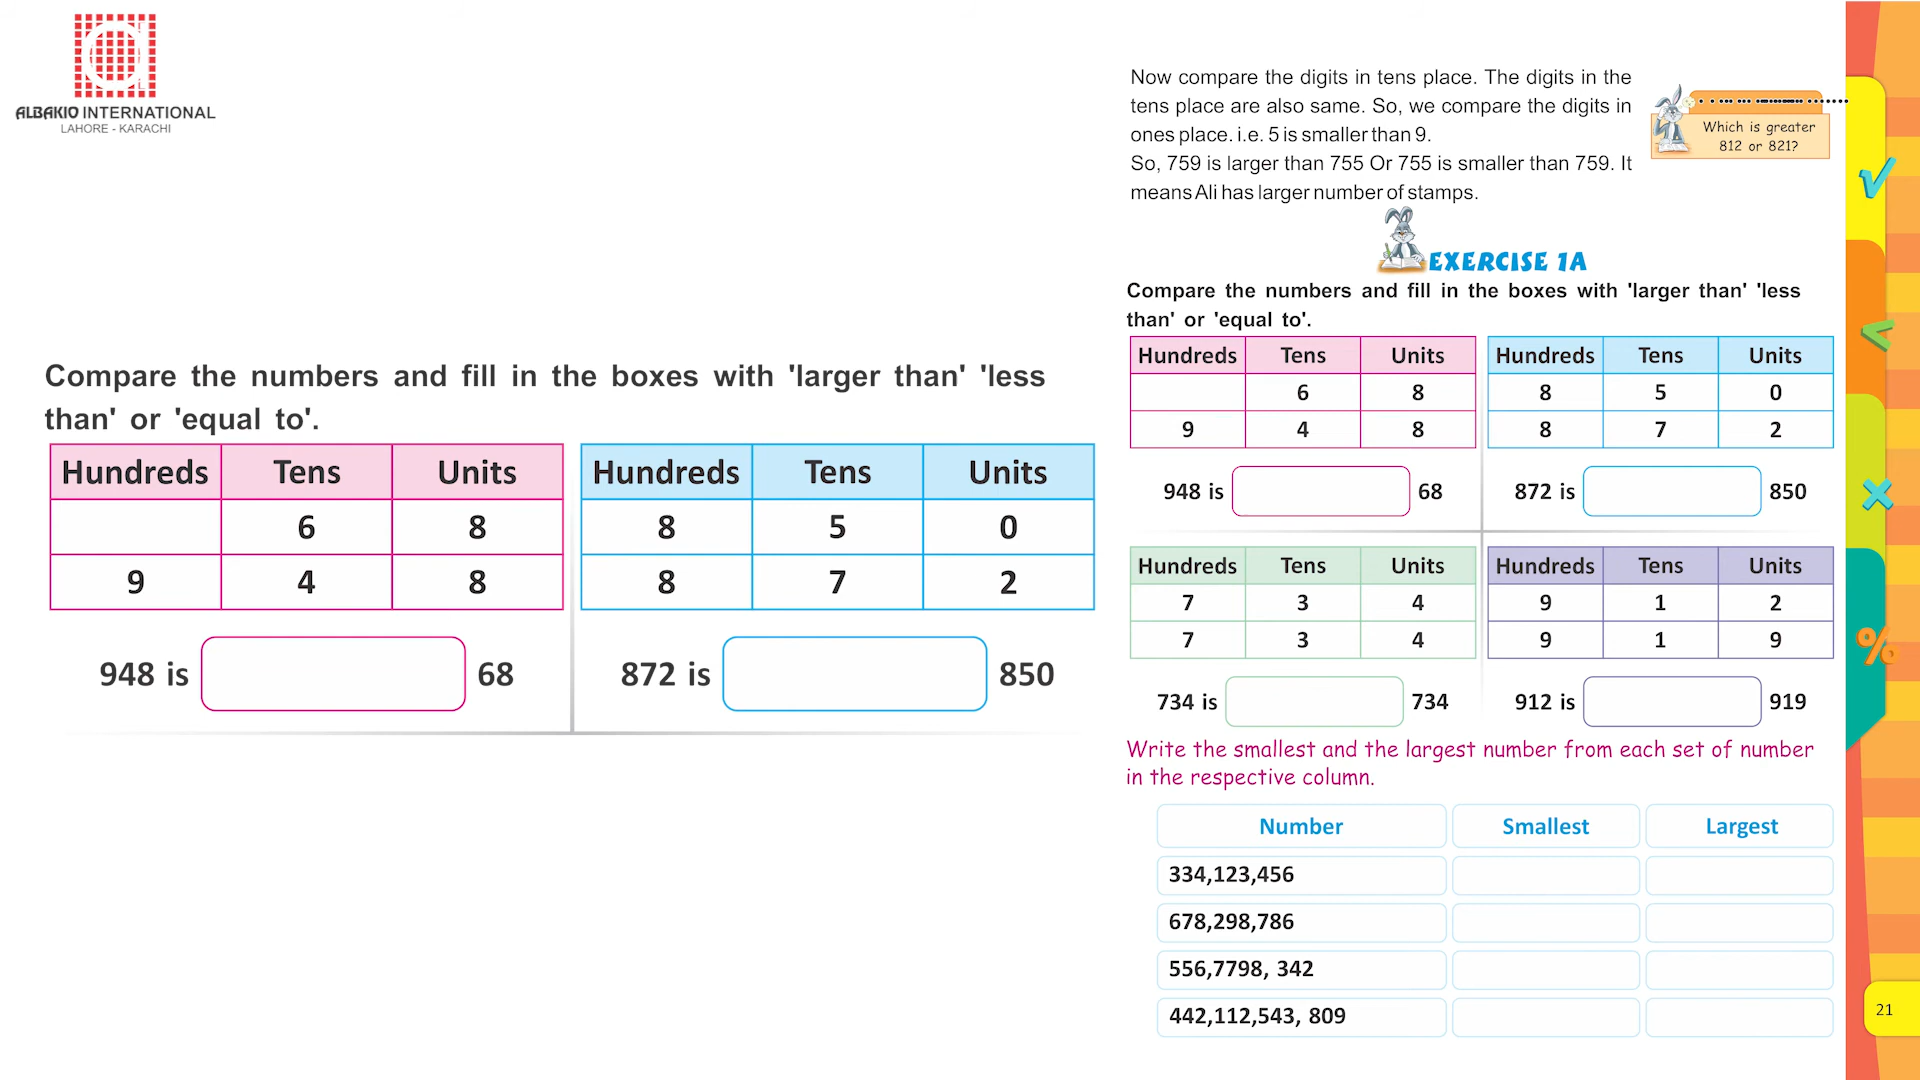 ALBAKIO INTERNATIONAL
LAHORE - KARACHI
Compare the numbers and fill in the boxes with 'larger than' 'less
than' or 'equal to'.
Hundreds Tens Units
6 8
9 4 8
948 is 68
Hundreds Tens Units
8 5 0
8 7 2
872 is 850
Now compare the digits in tens place. The digits in the
tens place are also same. So, we compare the digits in
ones place. i.e. 5 is smaller than 9.
So, 759 is larger than 755 Or 755 is smaller than 759. It
means Ali has larger number of stamps.
Which is greater
812 or 821?
EXERCISE 1A
Compare the numbers and fill in the boxes with 'larger than' 'less
than' or 'equal to'.
Hundreds Tens Units
6 8
9 4 8
948 is 68
Hundreds Tens Units
8 5 0
8 7 2
872 is 850
Hundreds Tens Units
7 3 4
7 3 4
734 is 734
Hundreds Tens Units
9 1 2
9 1 9
912 is 919
Write the smallest and the largest number from each set of number
in the respective column.
Number Smallest Largest
334,123,456
678,298,786
556,7798, 342
442,112,543, 809
√
<
×
%
21